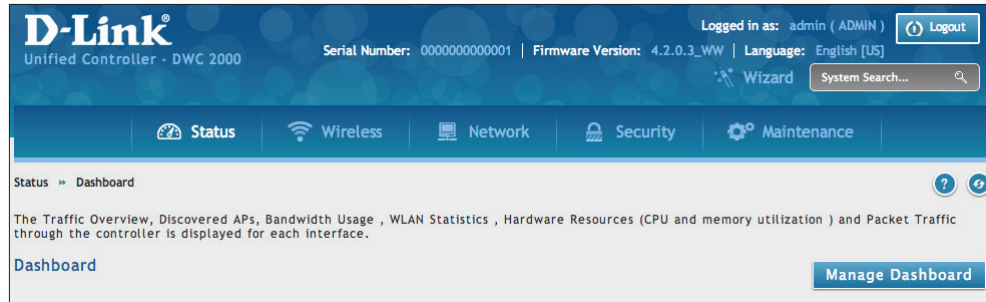 D-Link®
Unified Controller - DWC 2000
Logged in as: admin ( ADMIN )
Logout
Serial Number: 0000000000001 | Firmware Version: 4.2.0.3_WW | Language: English [US]
Wizard
System Search...
Status
Wireless
Network
Security
Maintenance
Status » Dashboard
?
The Traffic Overview, Discovered APs, Bandwidth Usage , WLAN Statistics , Hardware Resources (CPU and memory utilization ) and Packet Traffic
through the controller is displayed for each interface.
Dashboard
Manage Dashboard